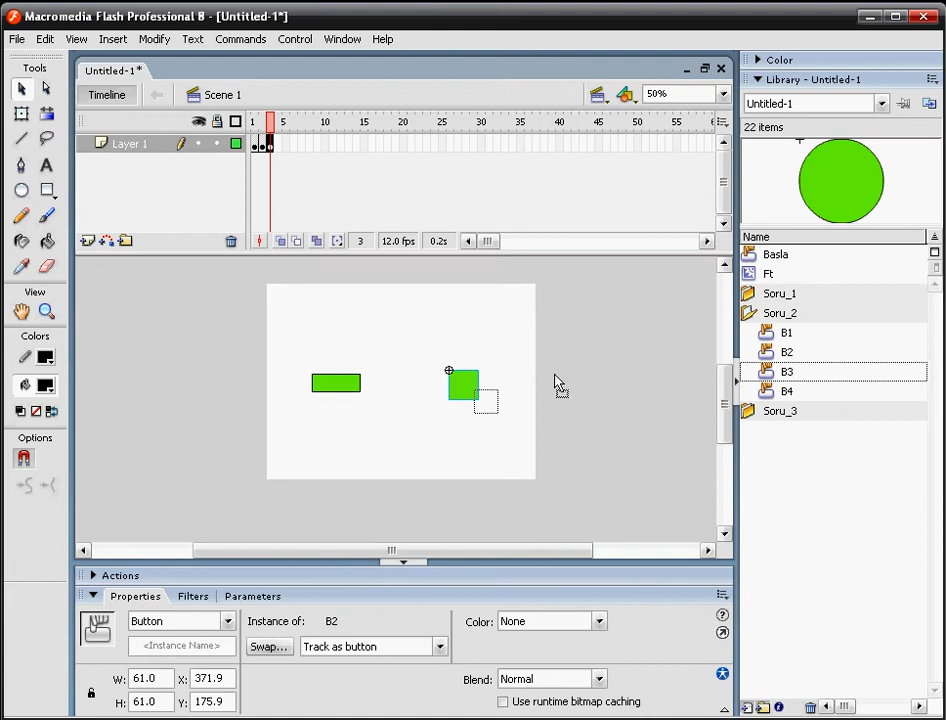 Macromedia Flash Professional 8 - [Untitled-1*]
File Edit View Insert Modify Text Commands Control Window Help
Tools
View
Colors
Options
Untitled-1*
Timeline
Scene 1
50%
1 5 10 15 20 25 30 35 40 45 50 55 6
Layer 1
3 12.0 fps 0.2s
Actions
Properties Filters Parameters
Button
<Instance Name>
Instance of: B2
Swap... Track as button
Color: None
W: 61.0 X: 371.9
H: 61.0 Y: 175.9
Blend: Normal
Use runtime bitmap caching
Color
Library - Untitled-1
Untitled-1
22 items
Name
Basla
Ft
Soru_1
Soru_2
B1
B2
B3
B4
Soru_3